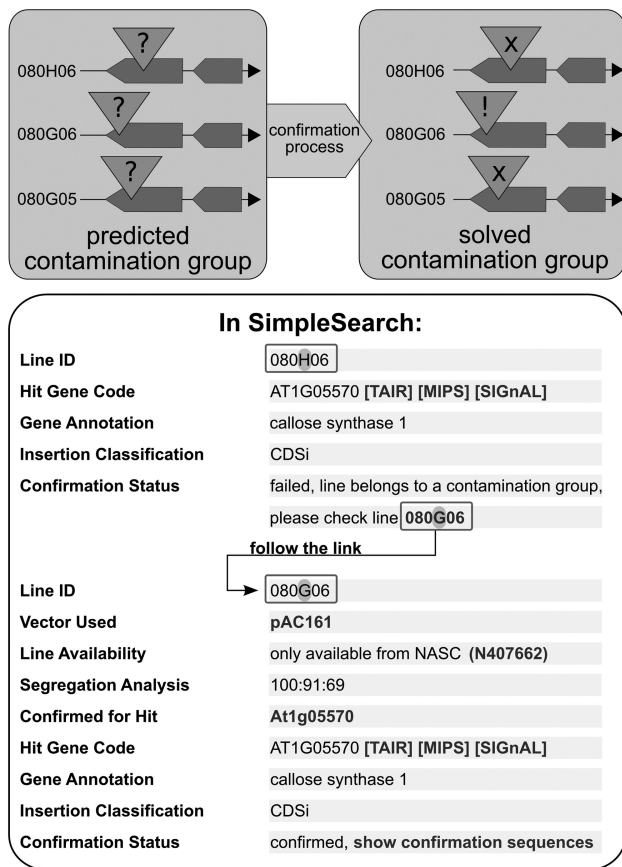 080H06
?
080G06
?
080G05
?
predicted
contamination group
confirmation
process
080H06
x
080G06
!
080G05
x
solved
contamination group
In SimpleSearch:
Line ID 080H06
Hit Gene Code AT1G05570 [TAIR] [MIPS] [SIGnAL]
Gene Annotation callose synthase 1
Insertion Classification CDSi
Confirmation Status failed, line belongs to a contamination group,
please check line 080G06
follow the link
Line ID 080G06
Vector Used pAC161
Line Availability only available from NASC (N407662)
Segregation Analysis 100:91:69
Confirmed for Hit At1g05570
Hit Gene Code AT1G05570 [TAIR] [MIPS] [SIGnAL]
Gene Annotation callose synthase 1
Insertion Classification CDSi
Confirmation Status confirmed, show confirmation sequences